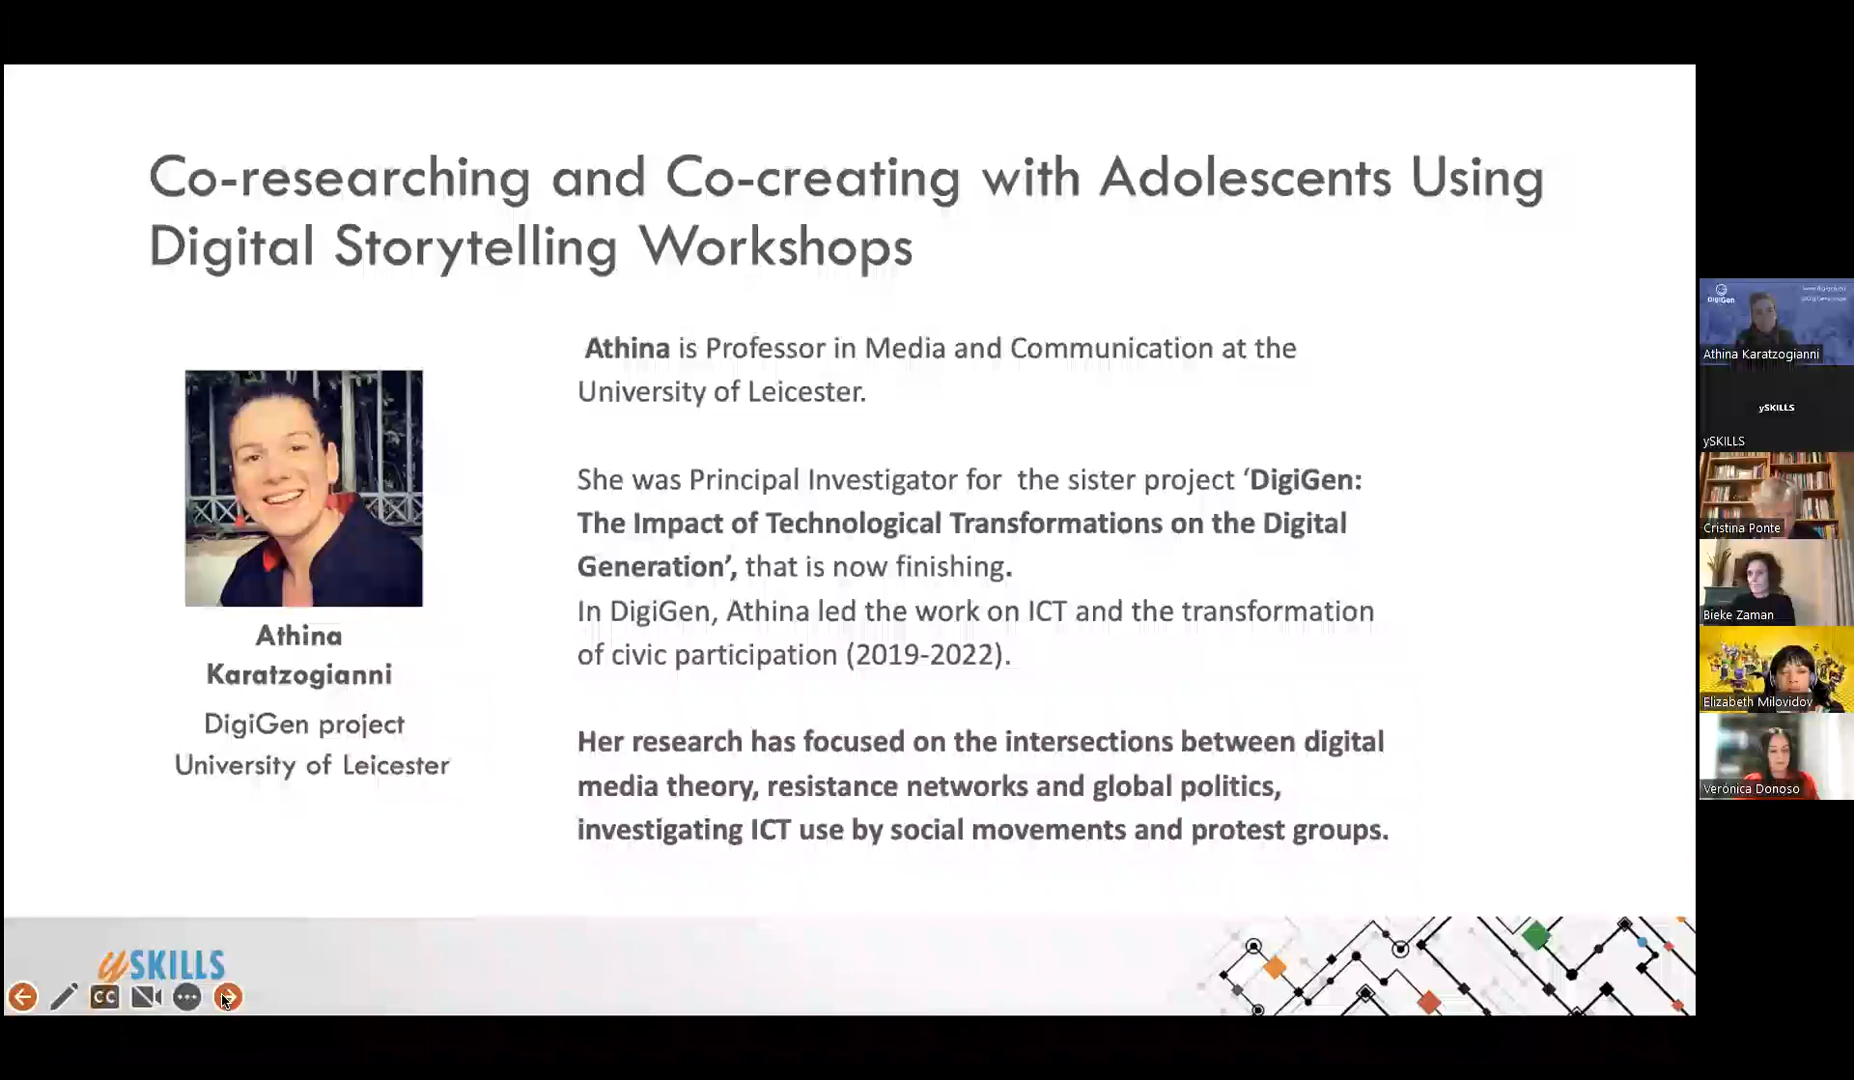 Co-researching and Co-creating with Adolescents Using
Digital Storytelling Workshops
Athina is Professor in Media and Communication at the
University of Leicester.
She was Principal Investigator for the sister project ‘DigiGen:
The Impact of Technological Transformations on the Digital
Generation’, that is now finishing.
In DigiGen, Athina led the work on ICT and the transformation
of civic participation (2019-2022).
Her research has focused on the intersections between digital
media theory, resistance networks and global politics,
investigating ICT use by social movements and protest groups.
Athina
Karatzogianni
DigiGen project
University of Leicester
ySKILLS
CC
DigiGen
Athina Karatzogianni
ySKILLS
ySKILLS
Cristina Ponte
Bieke Zaman
Elizabeth Milovidov
Verónica Donoso